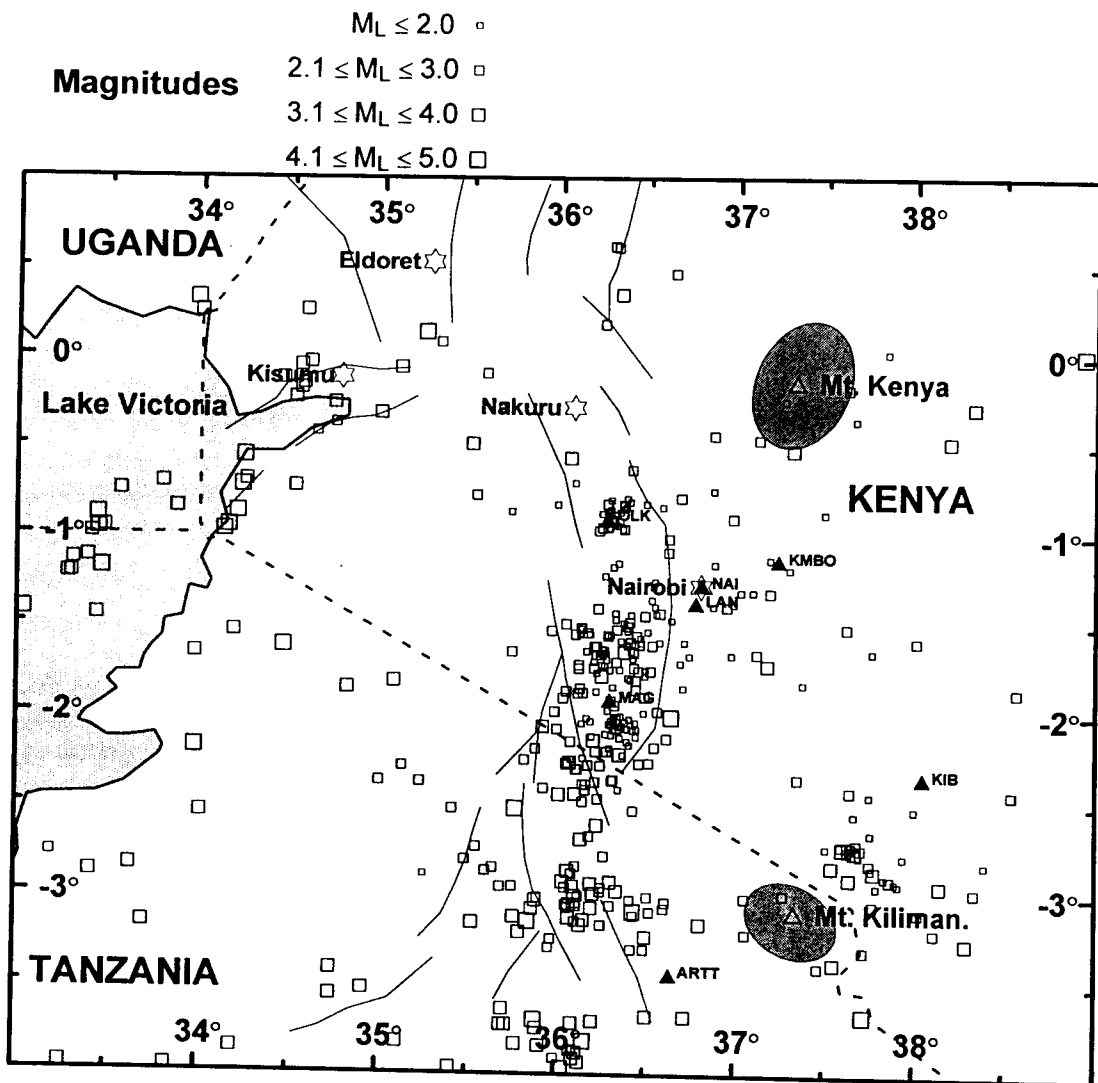 M_L ≤ 2.0
Magnitudes
2.1 ≤ M_L ≤ 3.0
3.1 ≤ M_L ≤ 4.0
4.1 ≤ M_L ≤ 5.0
34° 35° 36° 37° 38°
UGANDA
Eldoret
0° 0°
Kisumu
Mt. Kenya
Lake Victoria
Nakuru
KENYA
OLK
-1° -1°
KMBO
Nairobi NAI
LAN
-2° MAG -2°
KIB
-3° -3°
Mt. Kiliman.
TANZANIA
ARTT
34° 35° 36° 37° 38°